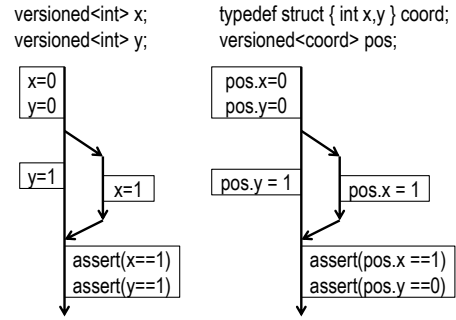 versioned<int> x;
versioned<int> y;
x=0
y=0
y=1
x=1
assert(x==1)
assert(y==1)
typedef struct { int x,y } coord;
versioned<coord> pos;
pos.x=0
pos.y=0
pos.y = 1
pos.x = 1
assert(pos.x ==1)
assert(pos.y ==0)